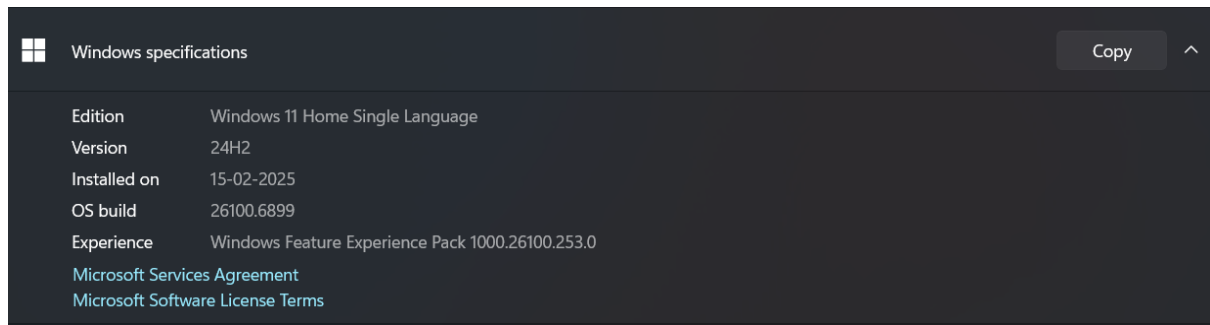 Windows specifications
Copy
Edition Windows 11 Home Single Language
Version 24H2
Installed on 15-02-2025
OS build 26100.6899
Experience Windows Feature Experience Pack 1000.26100.253.0
Microsoft Services Agreement
Microsoft Software License Terms